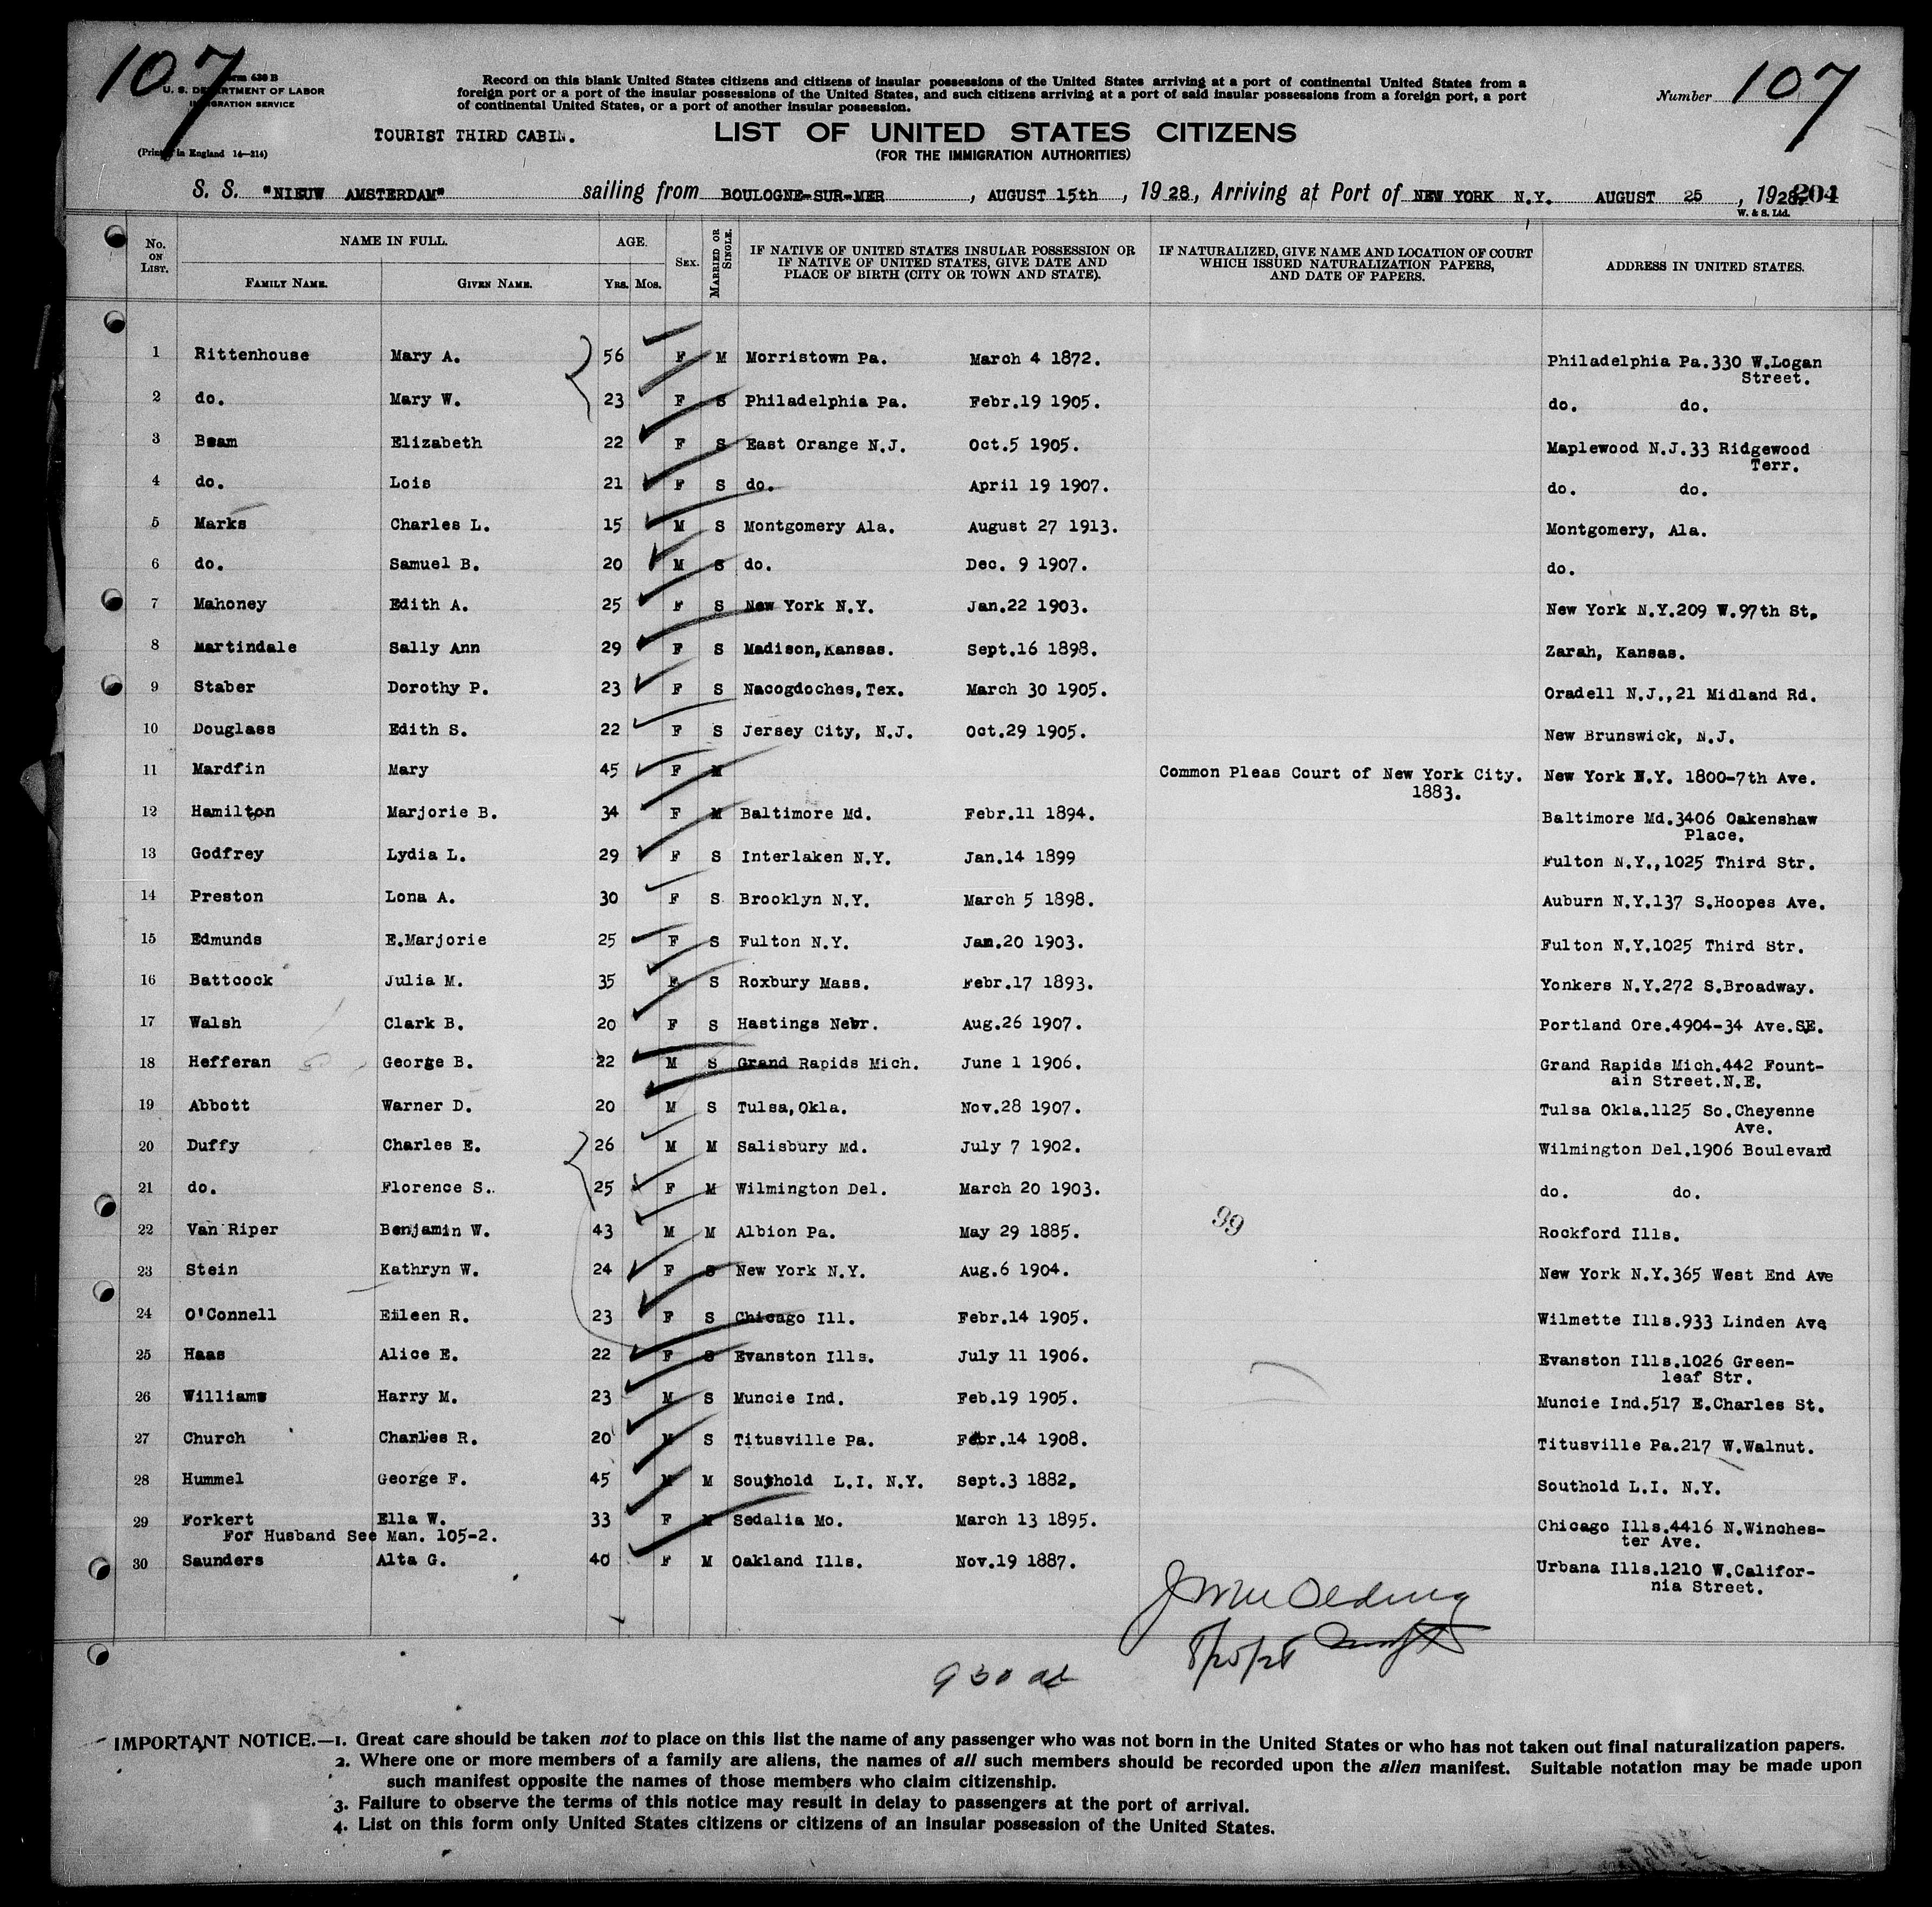 107
Form 630 B
U. S. DEPARTMENT OF LABOR
IMMIGRATION SERVICE
(Printed in England 14—214)
Record on this blank United States citizens and citizens of insular possessions of the United States arriving at a port of continental United States from a
foreign port or a port of the insular possessions of the United States, and such citizens arriving at a port of said insular possessions from a foreign port, a port
of continental United States, or a port of another insular possession.
Number 107
TOURIST THIRD CABIN.
LIST OF UNITED STATES CITIZENS
(FOR THE IMMIGRATION AUTHORITIES)
S. S. "NIEUW AMSTERDAM" sailing from BOULOGNE-SUR-MER, AUGUST 15th, 1928, Arriving at Port of NEW YORK N.Y. AUGUST 25, 1928. 204
W. & S. Ltd.
No. ON LIST. NAME IN FULL. FAMILY NAME. GIVEN NAME. AGE. YRS. MOS. SEX. MARRIED OR SINGLE. IF NATIVE OF UNITED STATES INSULAR POSSESSION OR IF NATIVE OF UNITED STATES, GIVE DATE AND PLACE OF BIRTH (CITY OR TOWN AND STATE). IF NATURALIZED, GIVE NAME AND LOCATION OF COURT WHICH ISSUED NATURALIZATION PAPERS, AND DATE OF PAPERS. ADDRESS IN UNITED STATES.
1 Rittenhouse Mary A. 56 F M Morristown Pa. March 4 1872. Philadelphia Pa.330 W.Logan
Street.
2 do. Mary W. 23 F S Philadelphia Pa. Febr.19 1905. do. do.
3 Beam Elizabeth 22 F S East Orange N.J. Oct.5 1905. Maplewood N.J.33 Ridgewood
Terr.
4 do. Lois 21 F S do. April 19 1907. do. do.
5 Marks Charles L. 15 M S Montgomery Ala. August 27 1913. Montgomery, Ala.
6 do. Samuel B. 20 M S do. Dec. 9 1907. do.
7 Mahoney Edith A. 25 F S New York N.Y. Jan.22 1903. New York N.Y.209 W.97th St.
8 Martindale Sally Ann 29 F S Madison,Kansas. Sept.16 1898. Zarah, Kansas.
9 Staber Dorothy P. 23 F S Nacogdoches,Tex. March 30 1905. Oradell N.J.,21 Midland Rd.
10 Douglass Edith S. 22 F S Jersey City, N.J. Oct.29 1905. New Brunswick, N.J.
11 Mardfin Mary 45 F M Common Pleas Court of New York City. New York N.Y. 1800-7th Ave.
1883.
12 Hamilton Marjorie B. 34 F M Baltimore Md. Febr.11 1894. Baltimore Md.3406 Oakenshaw
Place.
13 Godfrey Lydia L. 29 F S Interlaken N.Y. Jan.14 1899 Fulton N.Y.,1025 Third Str.
14 Preston Lona A. 30 F S Brooklyn N.Y. March 5 1898. Auburn N.Y.137 S.Hoopes Ave.
15 Edmunds E.Marjorie 25 F S Fulton N.Y. Jan.20 1903. Fulton N.Y.1025 Third Str.
16 Battcock Julia M. 35 F S Roxbury Mass. Febr.17 1893. Yonkers N.Y.272 S.Broadway.
17 Walsh Clark B. 20 F S Hastings Nebr. Aug.26 1907. Portland Ore.4904-34 Ave.SE.
18 Hefferan George B. 22 M S Grand Rapids Mich. June 1 1906. Grand Rapids Mich.442 Fount-
ain Street.N.E.
19 Abbott Warner D. 20 M S Tulsa,Okla. Nov.28 1907. Tulsa Okla.1125 So.Cheyenne
Ave.
20 Duffy Charles E. 26 M M Salisbury Md. July 7 1902. Wilmington Del.1906 Boulevard
21 do. Florence S. 25 F M Wilmington Del. March 20 1903. do. do.
99
22 Van Riper Benjamin W. 43 M M Albion Pa. May 29 1885. Rockford Ills.
23 Stein Kathryn W. 24 F S New York N.Y. Aug.6 1904. New York N.Y.365 West End Ave
24 O'Connell Eileen R. 23 F S Chicago Ill. Febr.14 1905. Wilmette Ills.933 Linden Ave
25 Haas Alice E. 22 F S Evanston Ills. July 11 1906. Evanston Ills.1026 Green-
leaf Str.
26 Williams Harry M. 23 M S Muncie Ind. Feb.19 1905. Muncie Ind.517 E.Charles St.
27 Church Charles R. 20 M S Titusville Pa. Febr.14 1908. Titusville Pa.217 W.Walnut.
28 Hummel George F. 45 M M Southold L.I. N.Y. Sept.3 1882. Southold L.I. N.Y.
29 Forkert Ella W. 33 F M Sedalia Mo. March 13 1895. Chicago Ills.4416 N.Winches-
For Husband See Man. 105-2. ter Ave.
30 Saunders Alta G. 40 F M Oakland Ills. Nov.19 1887. Urbana Ills.1210 W.Califor-
nia Street.
8/25/28
930
IMPORTANT NOTICE.—1. Great care should be taken not to place on this list the name of any passenger who was not born in the United States or who has not taken out final naturalization papers.
2. Where one or more members of a family are aliens, the names of all such members should be recorded upon the alien manifest. Suitable notation may be made upon
such manifest opposite the names of those members who claim citizenship.
3. Failure to observe the terms of this notice may result in delay to passengers at the port of arrival.
4. List on this form only United States citizens or citizens of an insular possession of the United States.